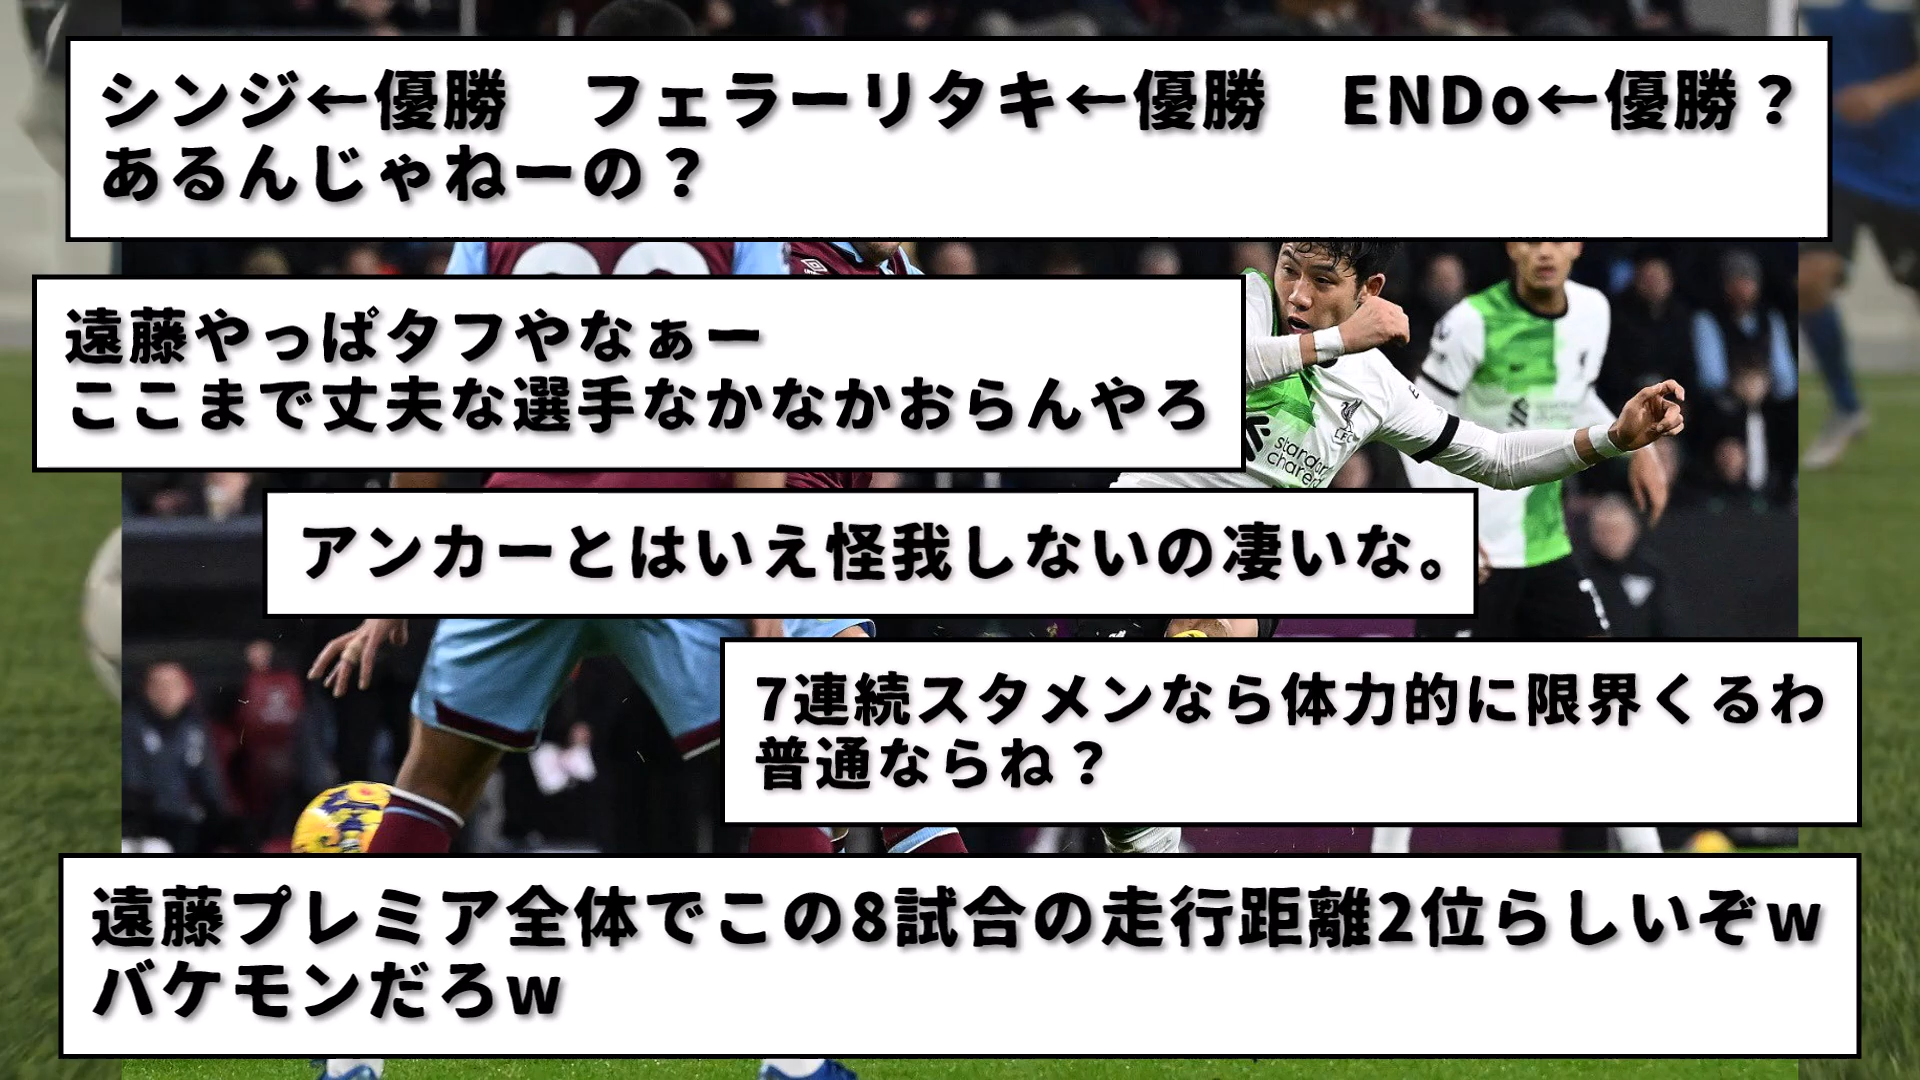 シンジ←優勝　フェラーリタキ←優勝　ENDo←優勝？
あるんじゃねーの？
遠藤やっぱタフやなぁー
ここまで丈夫な選手なかなかおらんやろ
アンカーとはいえ怪我しないの凄いな。
7連続スタメンなら体力的に限界くるわ
普通ならね？
遠藤プレミア全体でこの8試合の走行距離2位らしいぞw
バケモンだろw